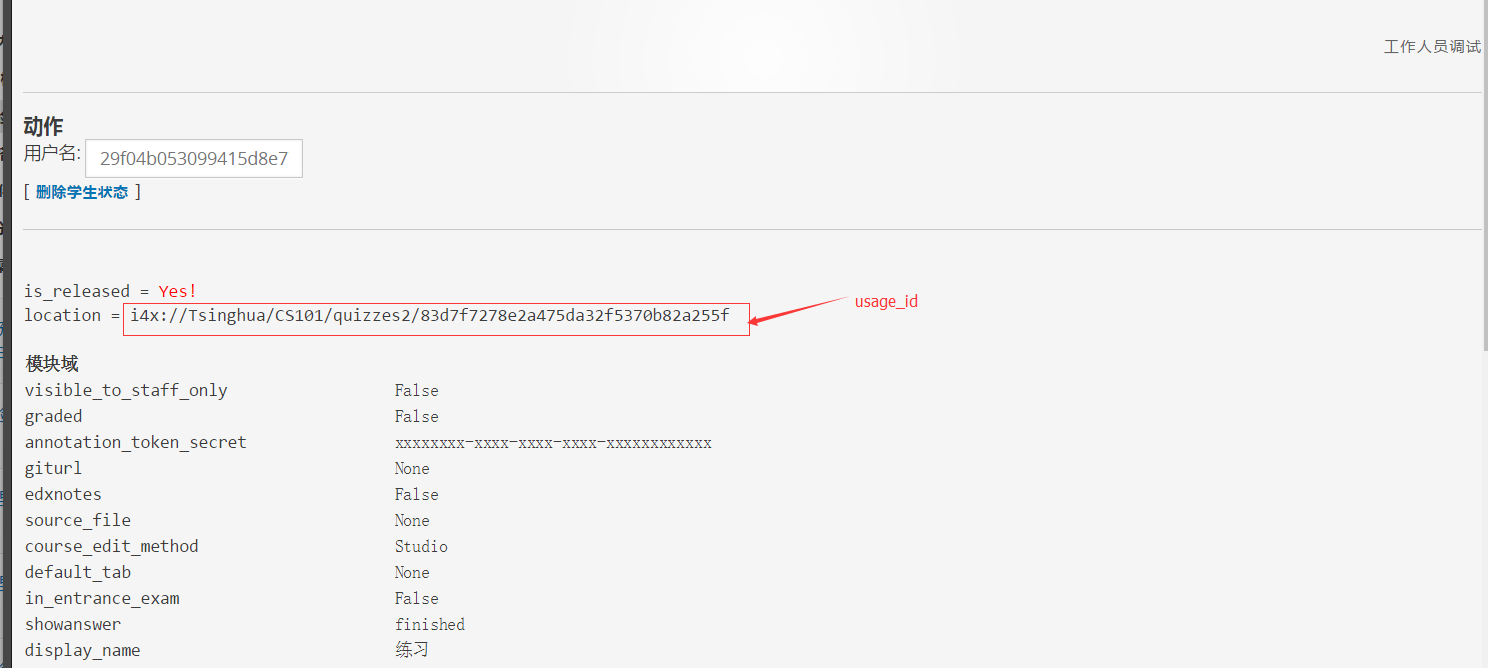 工作人员调试
动作
用户名: 29f04b053099415d8e7
[ 删除学生状态 ]
is_released = Yes!
location = i4x://Tsinghua/CS101/quizzes2/83d7f7278e2a475da32f5370b82a255f
usage_id
模块域
visible_to_staff_only False
graded False
annotation_token_secret xxxxxxxx-xxxx-xxxx-xxxx-xxxxxxxxxxxx
giturl None
edxnotes False
source_file None
course_edit_method Studio
default_tab None
in_entrance_exam False
showanswer finished
display_name 练习